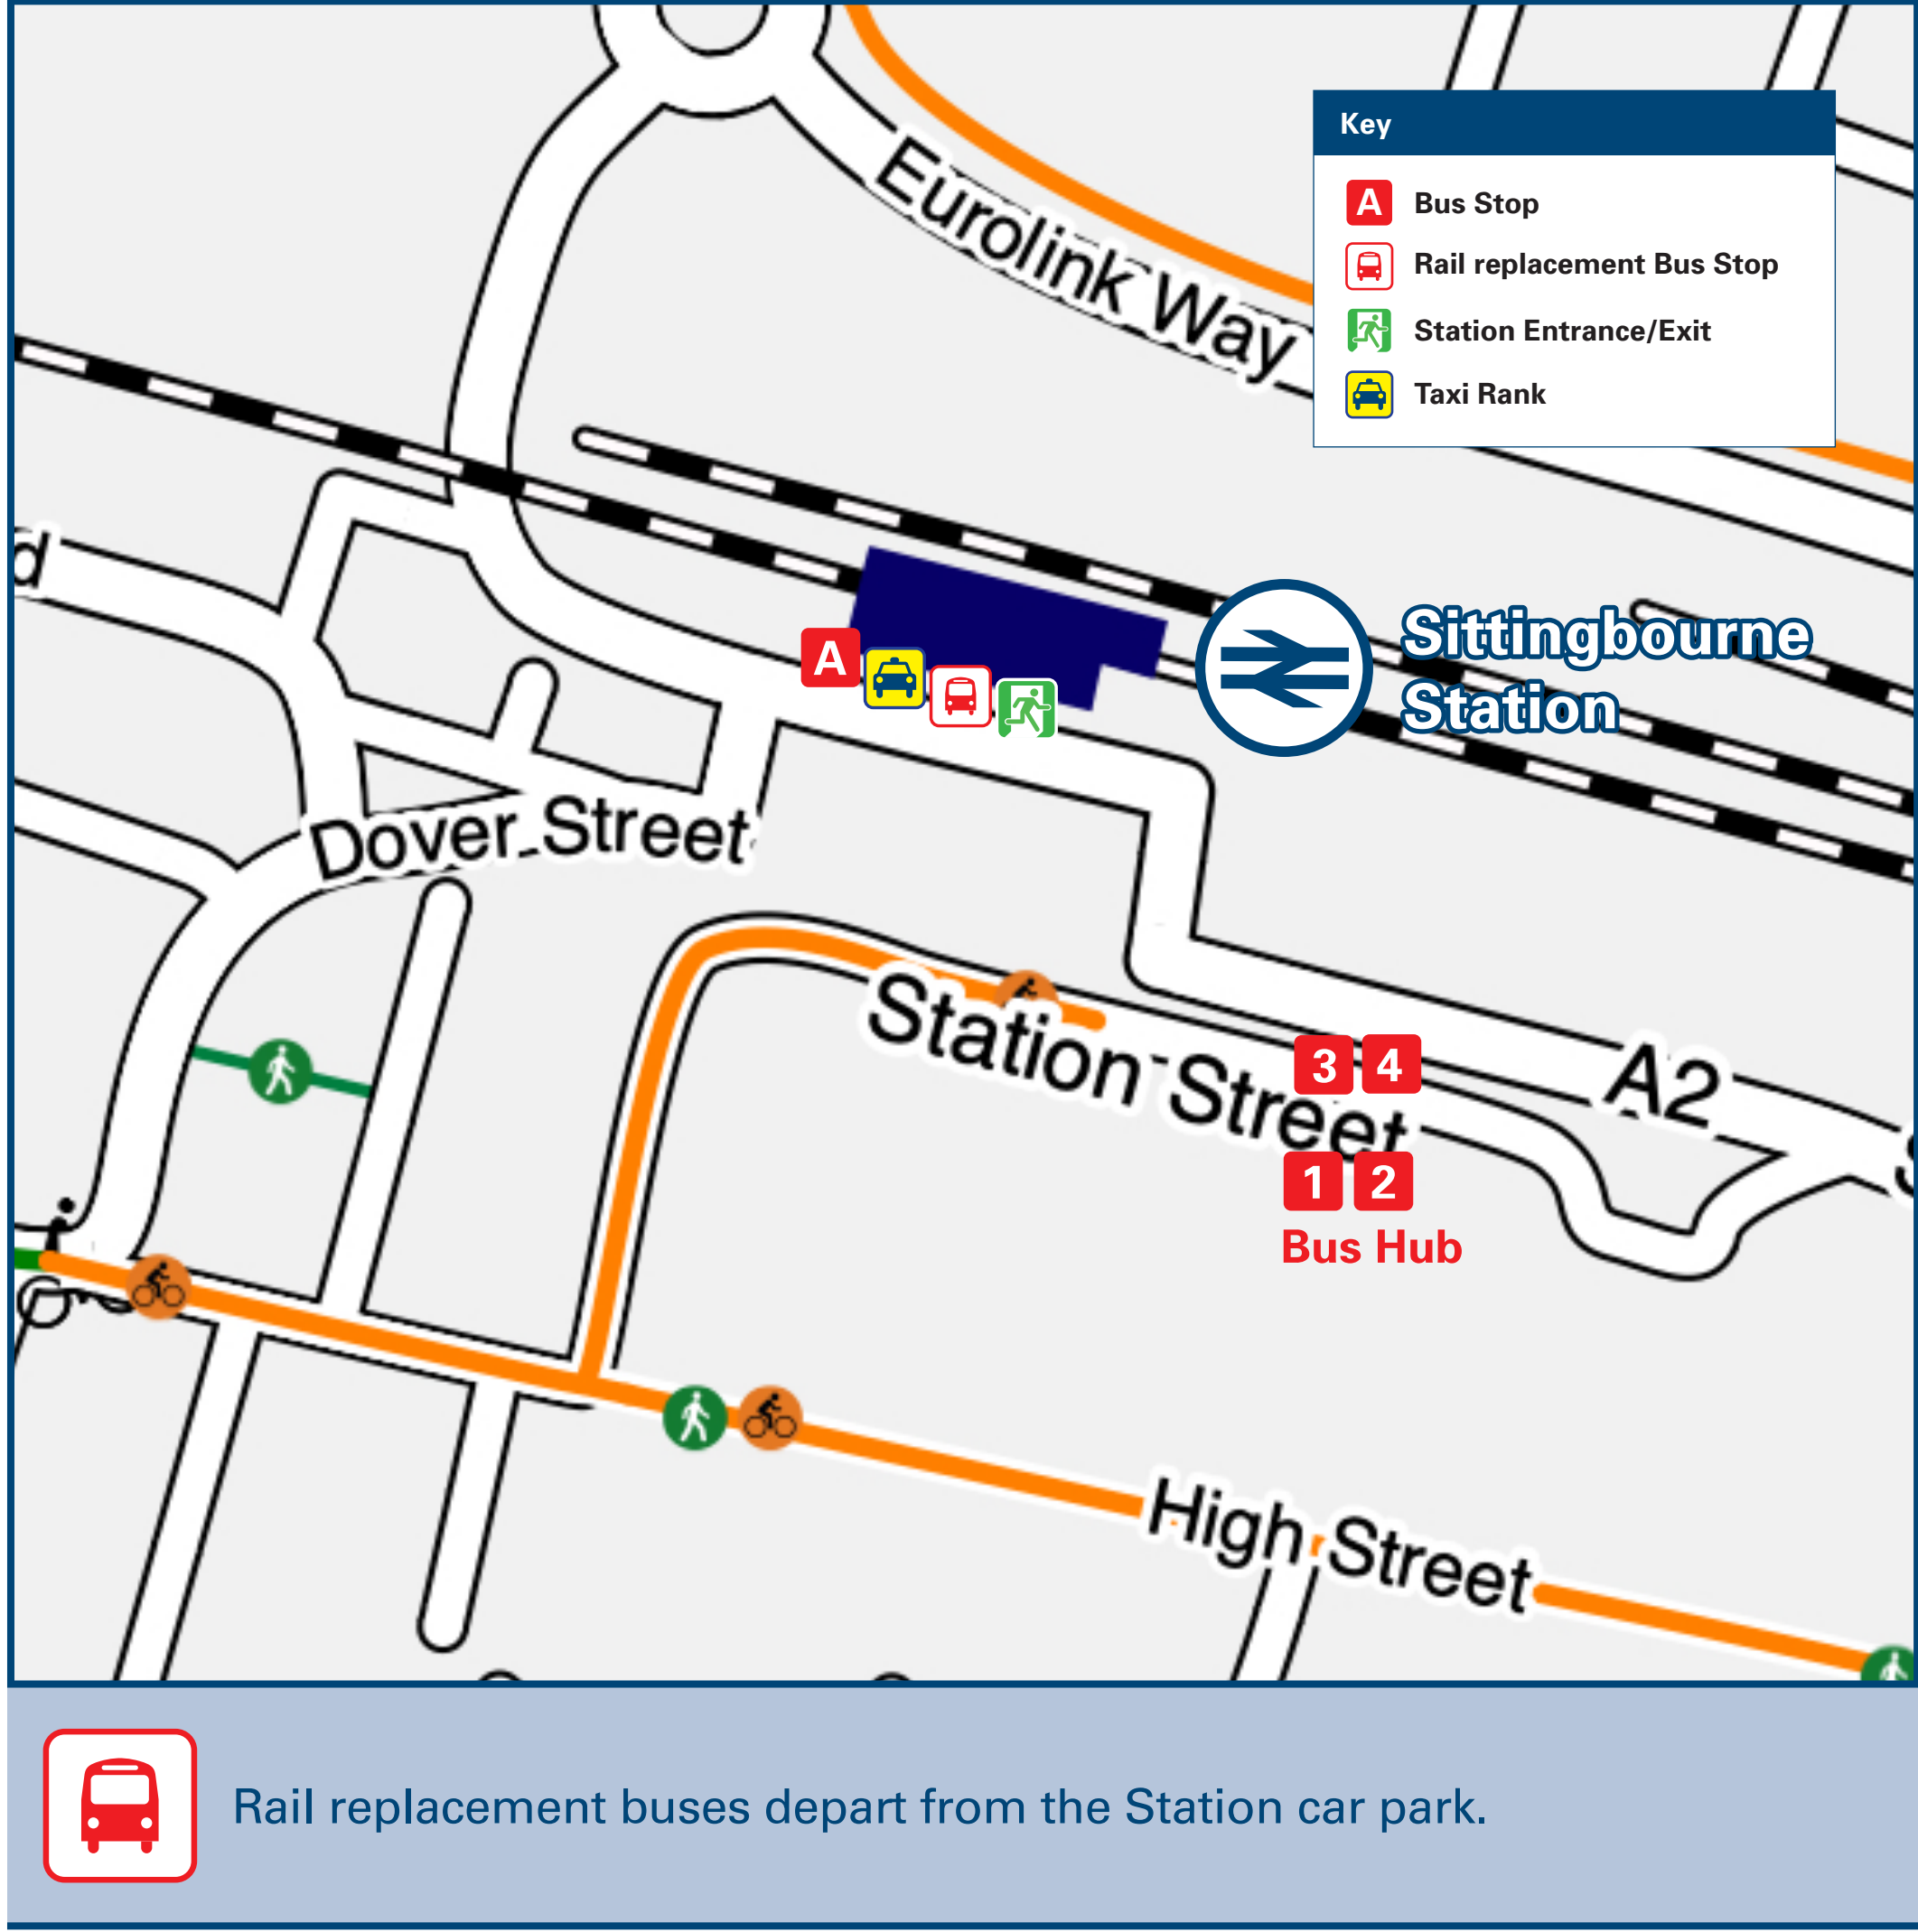 Key
A Bus Stop
Rail replacement Bus Stop
Station Entrance/Exit
Taxi Rank
Eurolink Way
d
A
Sittingbourne
Station
Dover Street
Station Street
3 4
A2
S
1 2
Bus Hub
High Street
Rail replacement buses depart from the Station car park.